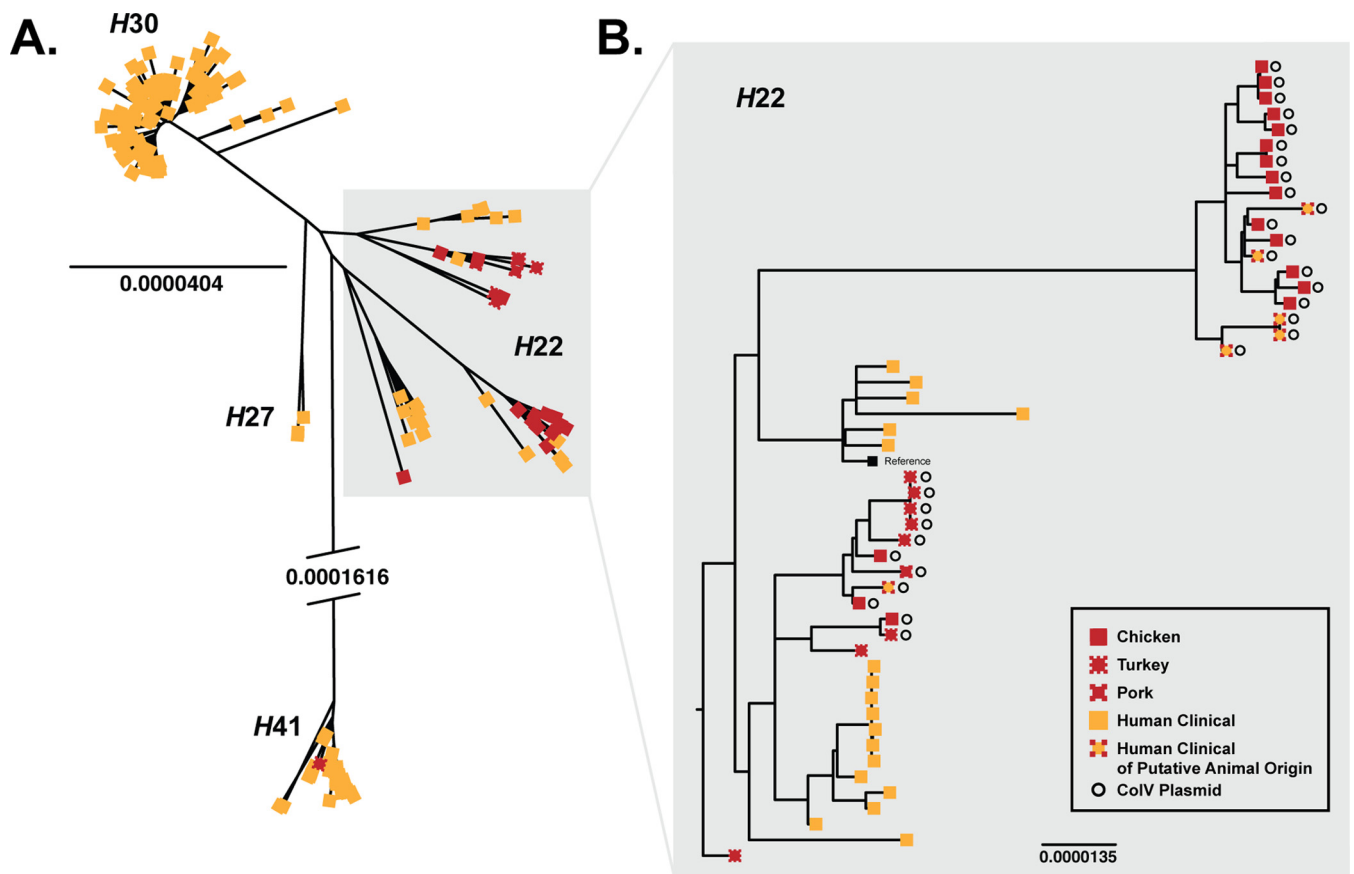 A.
H30
0.0000404
H22
H27
0.0001616
H41
B.
H22
Reference
Chicken
Turkey
Pork
Human Clinical
Human Clinical
of Putative Animal Origin
ColV Plasmid
0.0000135